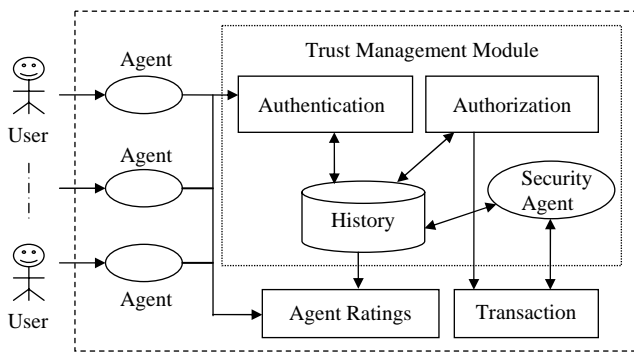 Trust Management Module
Agent
Authentication
Authorization
User
Agent
Security
Agent
History
Agent
User
Agent Ratings
Transaction